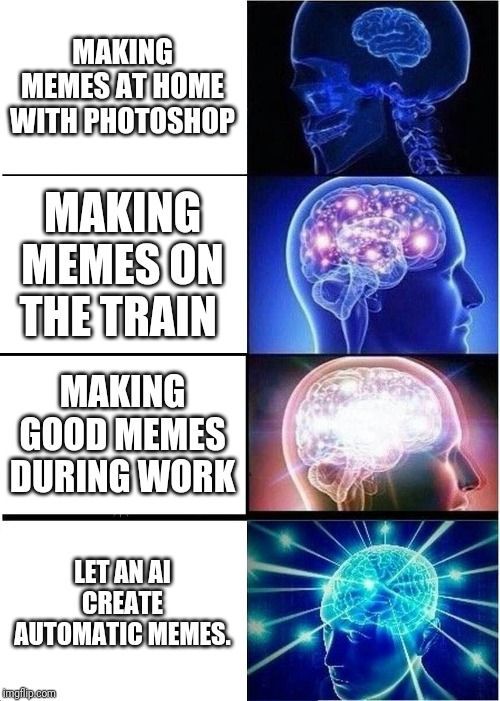 MAKING
MEMES AT HOME
WITH PHOTOSHOP
MAKING
MEMES ON
THE TRAIN
MAKING
GOOD MEMES
DURING WORK
LET AN AI
CREATE
AUTOMATIC MEMES.
imgflip.com